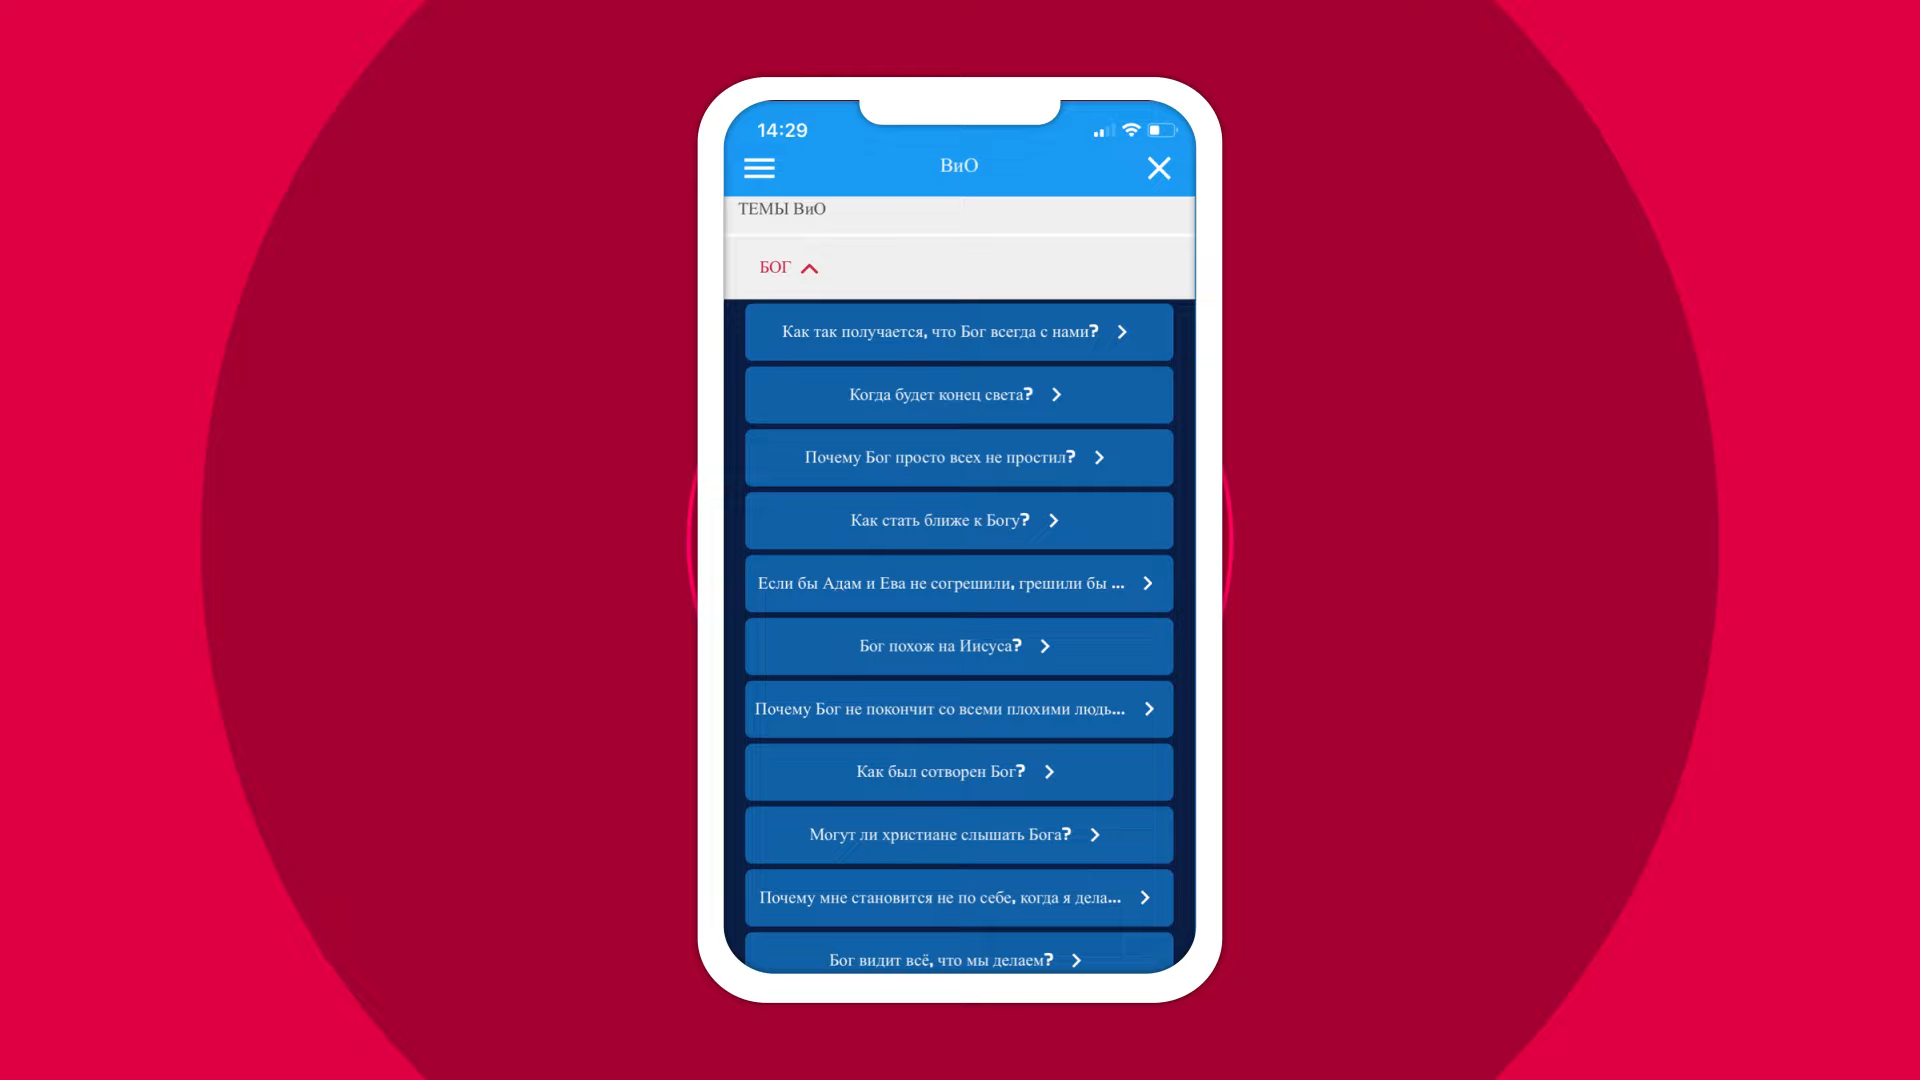 14:29
ВиО
ТЕМЫ ВиО
БОГ
Как так получается, что Бог всегда с нами?
Когда будет конец света?
Почему Бог просто всех не простил?
Как стать ближе к Богу?
Если бы Адам и Ева не согрешили, грешили бы ...
Бог похож на Иисуса?
Почему Бог не покончит со всеми плохими людь...
Как был сотворен Бог?
Могут ли христиане слышать Бога?
Почему мне становится не по себе, когда я дела...
Бог видит всё, что мы делаем?